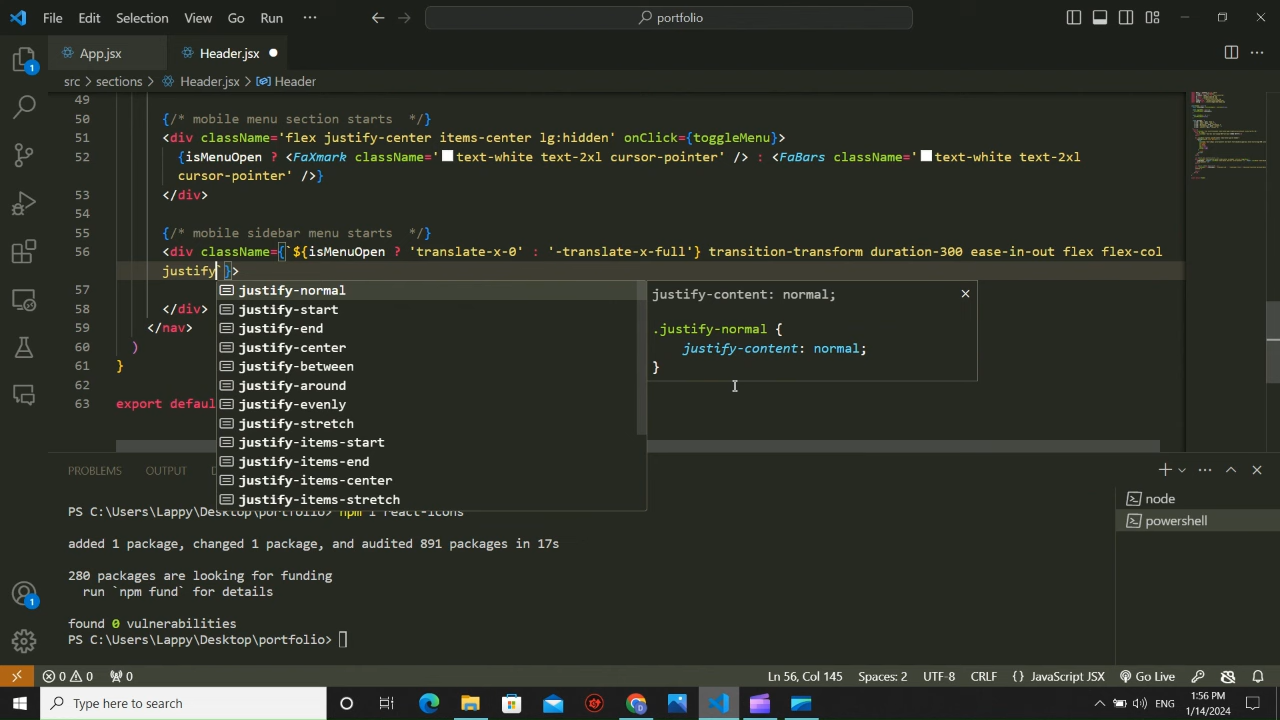 File Edit Selection View Go Run ··· portfolio
App.jsx Header.jsx
src > sections > Header.jsx > Header
49
50 {/* mobile menu section starts */}
51 <div className='flex justify-center items-center lg:hidden' onClick={toggleMenu}>
52 {isMenuOpen ? <FaXmark className='text-white text-2xl cursor-pointer' /> : <FaBars className='text-white text-2xl
cursor-pointer' />}
53 </div>
54
55 {/* mobile sidebar menu starts */}
56 <div className={`${isMenuOpen ? 'translate-x-0' : '-translate-x-full'} transition-transform duration-300 ease-in-out flex flex-col
justify`}>
57 justify-normal justify-content: normal;
58 </div> justify-start
59 </nav> justify-end .justify-normal {
60 ) justify-center justify-content: normal;
61 } justify-between }
62 justify-around
63 export defaul justify-evenly
justify-stretch
justify-items-start
justify-items-end
PROBLEMS OUTPUT
justify-items-center
justify-items-stretch
node
powershell
PS C:\Users\Lappy\Desktop\portfolio> npm i react-icons
added 1 package, changed 1 package, and audited 891 packages in 17s
280 packages are looking for funding
run `npm fund` for details
found 0 vulnerabilities
PS C:\Users\Lappy\Desktop\portfolio>
0 0 0 Ln 56, Col 145 Spaces: 2 UTF-8 CRLF {} JavaScript JSX Go Live
Type here to search ENG 1:56 PM
1/14/2024